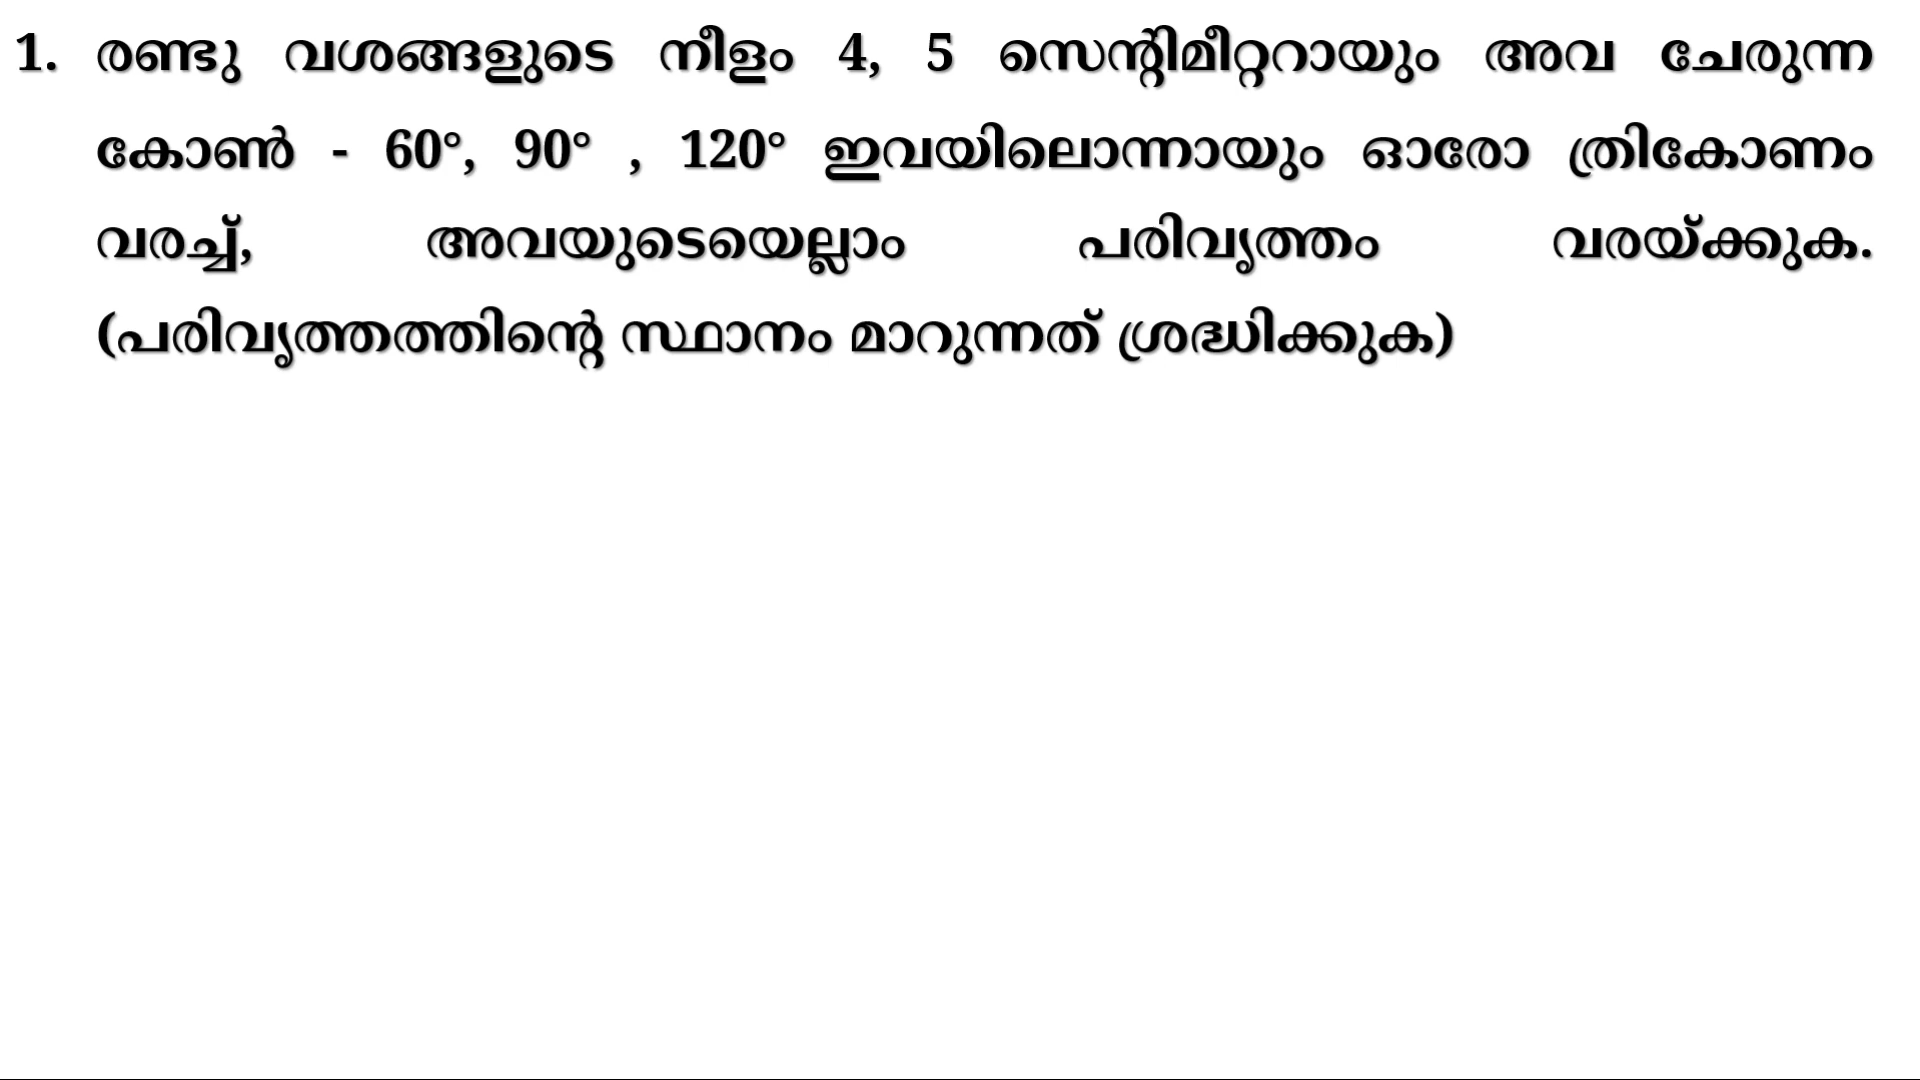 1. രണ്ടു വശങ്ങളുടെ നീളം 4, 5 സെന്റിമീറ്ററായും അവ ചേരുന്ന
കോൺ - 60°, 90° , 120° ഇവയിലൊന്നായും ഓരോ ത്രികോണം
വരച്ച്, അവയുടെയെല്ലാം പരിവൃത്തം വരയ്ക്കുക.
(പരിവൃത്തത്തിന്റെ സ്ഥാനം മാറുന്നത് ശ്രദ്ധിക്കുക)